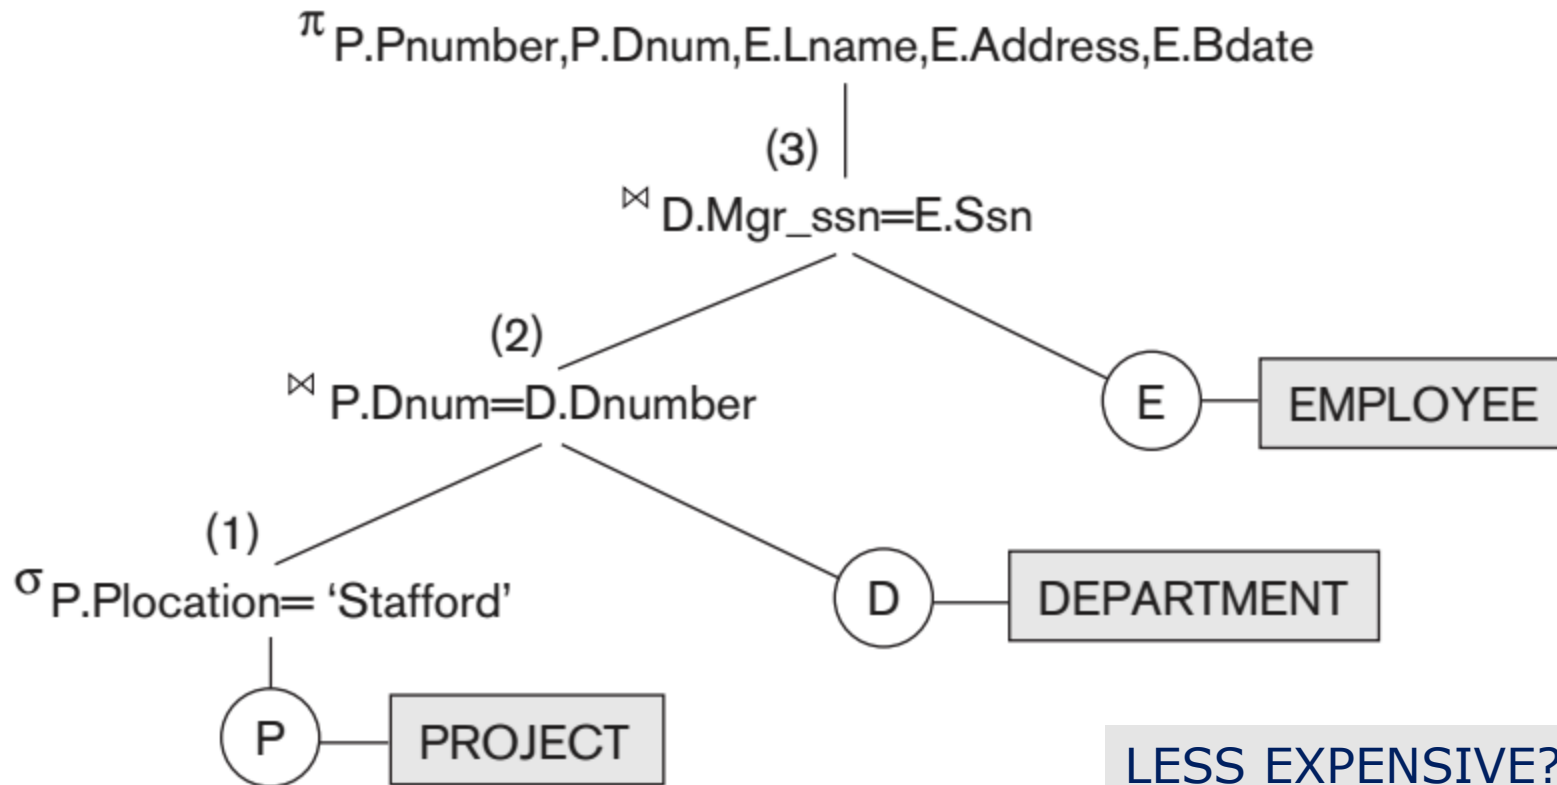 π P.Pnumber,P.Dnum,E.Lname,E.Address,E.Bdate
(3)
⋈ D.Mgr_ssn=E.Ssn
(2)
⋈ P.Dnum=D.Dnumber
E
EMPLOYEE
(1)
σ P.Plocation= ‘Stafford’
D
DEPARTMENT
P
PROJECT
LESS EXPENSIVE?